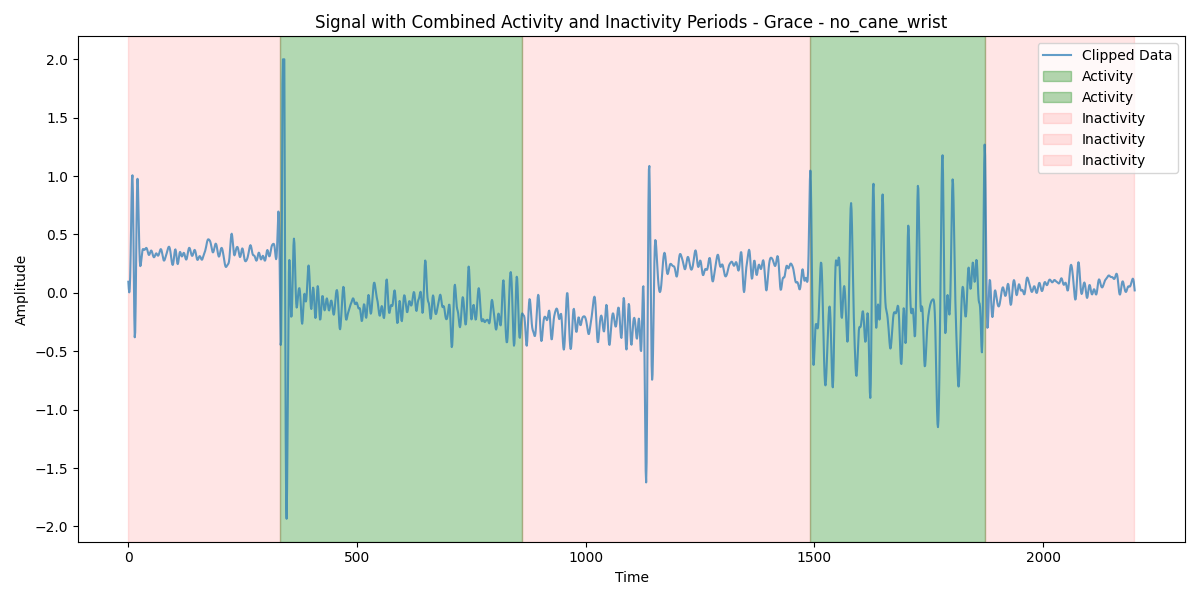 Signal with Combined Activity and Inactivity Periods - Grace - no_cane_wrist
Clipped Data
Activity
Activity
Inactivity
Inactivity
Inactivity
Amplitude
2.0
1.5
1.0
0.5
0.0
−0.5
−1.0
−1.5
−2.0
0
500
1000
1500
2000
Time